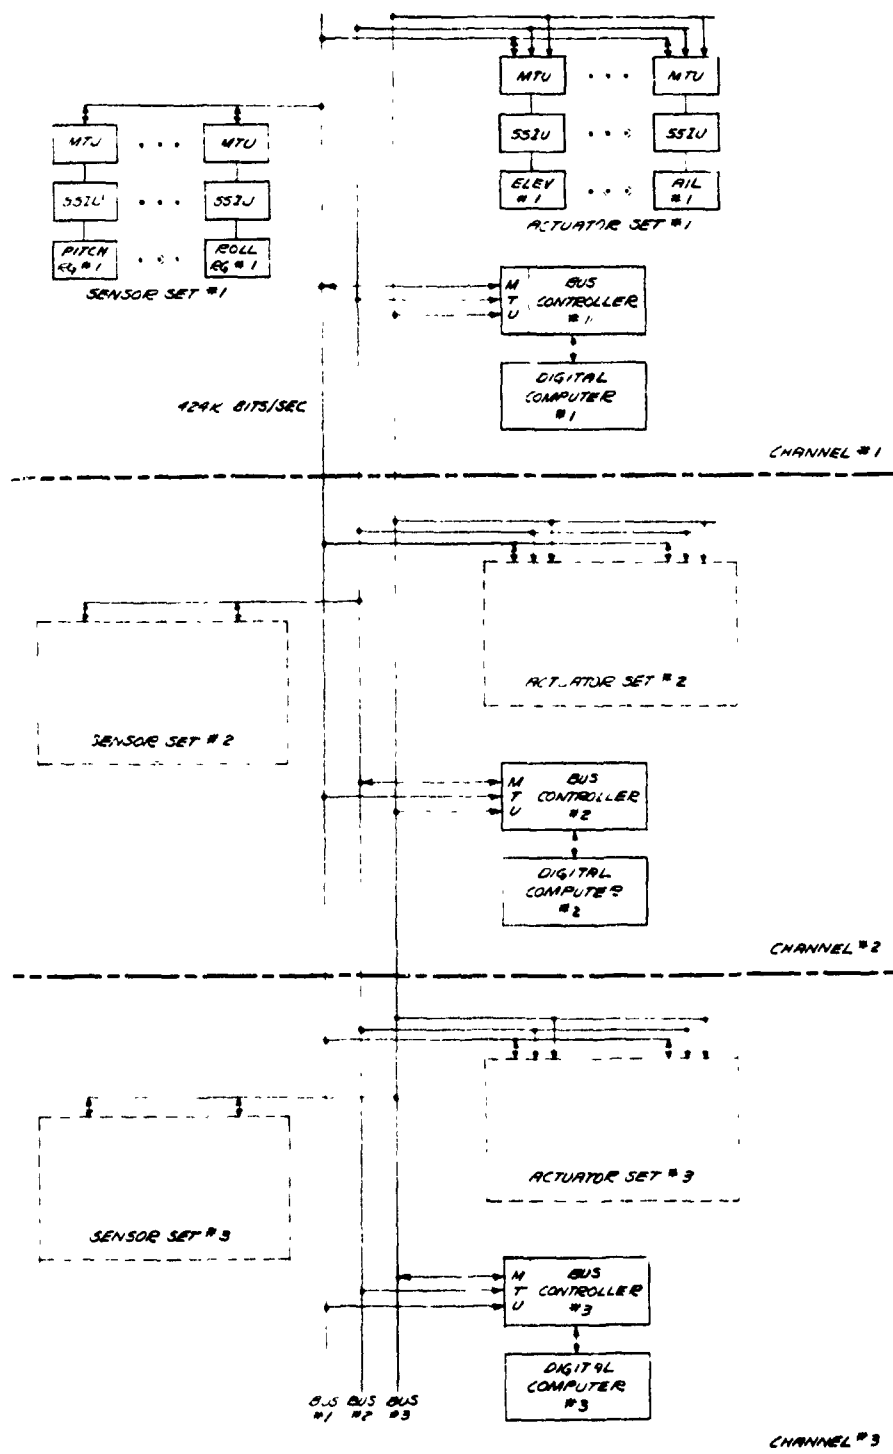 MTU . . . MTU
SSIU . . . SSIU
ELEV #1 . . . AIL #1
ACTUATOR SET #1
MTU . . . MTU
SSIU . . . SSIU
PITCH RG #1 . . . ROLL RG #1
SENSOR SET #1
M
T
U
BUS
CONTROLLER
#1
DIGITAL
COMPUTER
#1
424K BITS/SEC
CHANNEL #1
ACTUATOR SET #2
SENSOR SET #2
M
T
U
BUS
CONTROLLER
#2
DIGITAL
COMPUTER
#2
CHANNEL #2
ACTUATOR SET #3
SENSOR SET #3
M
T
U
BUS
CONTROLLER
#3
DIGITAL
COMPUTER
#3
BUS #1
BUS #2
BUS #3
CHANNEL #3